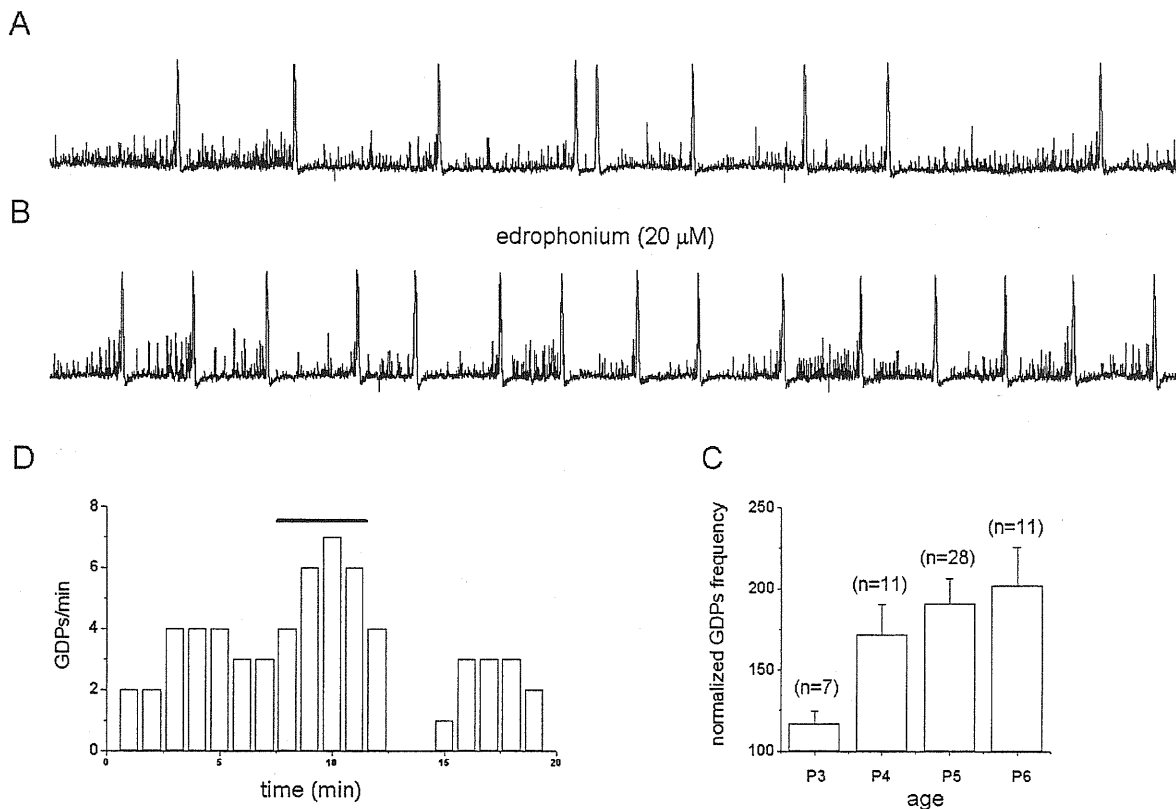 A
B
edrophonium (20 µM)
D
C
GDPs/min
8
6
4
2
0
0
5
10
15
20
time (min)
normalized GDPs frequency
250
200
150
100
(n=7)
(n=11)
(n=28)
(n=11)
P3
P4
P5
P6
age